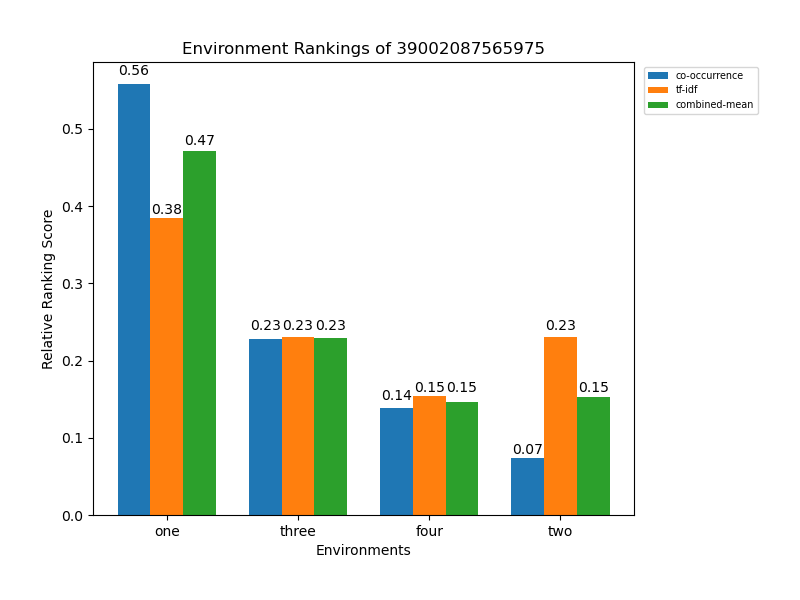 Environment Rankings of 39002087565975
co-occurrence
tf-idf
combined-mean
Relative Ranking Score
0.5
0.4
0.3
0.2
0.1
0.0
0.56
0.38
0.47
0.23
0.23
0.23
0.14
0.15
0.15
0.07
0.23
0.15
one
three
four
two
Environments